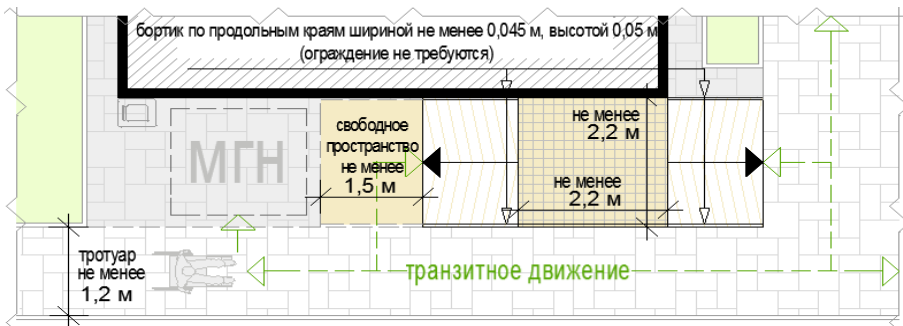 бортик по продольным краям шириной не менее 0,045 м, высотой 0,05 м
(ограждение не требуются)
МГН
свободное
пространство
не менее
1,5 м
не менее
2,2 м
не менее
2,2 м
тротуар
не менее
1,2 м
транзитное движение